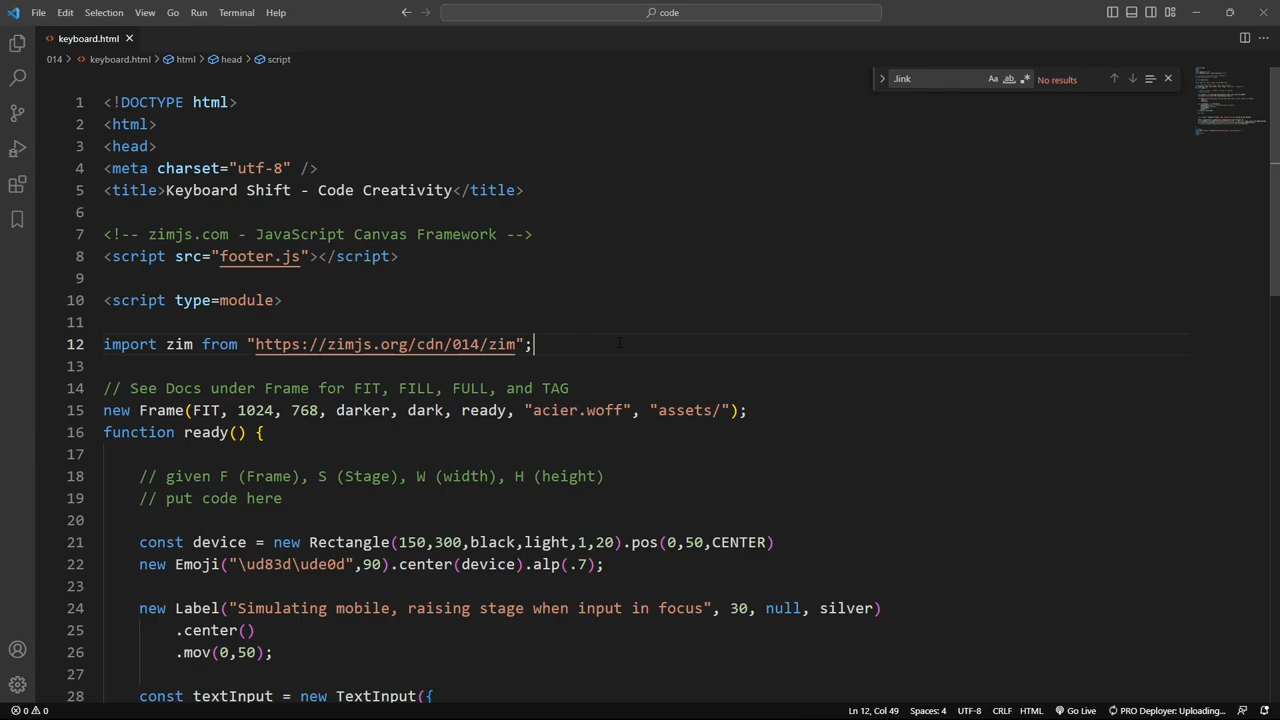 File Edit Selection View Go Run Terminal Help
code
keyboard.html
014 > keyboard.html > html > head > script
.link
Aa ab .* No results
1 <!DOCTYPE html>
2 <html>
3 <head>
4 <meta charset="utf-8" />
5 <title>Keyboard Shift - Code Creativity</title>
6
7 <!-- zimjs.com - JavaScript Canvas Framework -->
8 <script src="footer.js"></script>
9
10 <script type=module>
11
12 import zim from "https://zimjs.org/cdn/014/zim";
13
14 // See Docs under Frame for FIT, FILL, FULL, and TAG
15 new Frame(FIT, 1024, 768, darker, dark, ready, "acier.woff", "assets/");
16 function ready() {
17
18 // given F (Frame), S (Stage), W (width), H (height)
19 // put code here
20
21 const device = new Rectangle(150,300,black,light,1,20).pos(0,50,CENTER)
22 new Emoji("\ud83d\ude0d",90).center(device).alp(.7);
23
24 new Label("Simulating mobile, raising stage when input in focus", 30, null, silver)
25 .center()
26 .mov(0,50);
27
28 const textInput = new TextInput({
0 0 Ln 12, Col 49 Spaces: 4 UTF-8 CRLF HTML Go Live PRO Deployer: Uploading...